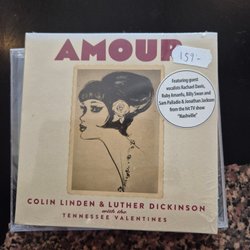 AMOUR
159:-
Featuring guest
vocalists Rachael Davis,
Ruby Amanfu, Billy Swan and
Sam Palladio & Jonathan Jackson
from the hit TV show
"Nashville"
COLIN LINDEN & LUTHER DICKINSON
with the
TENNESSEE VALENTINES